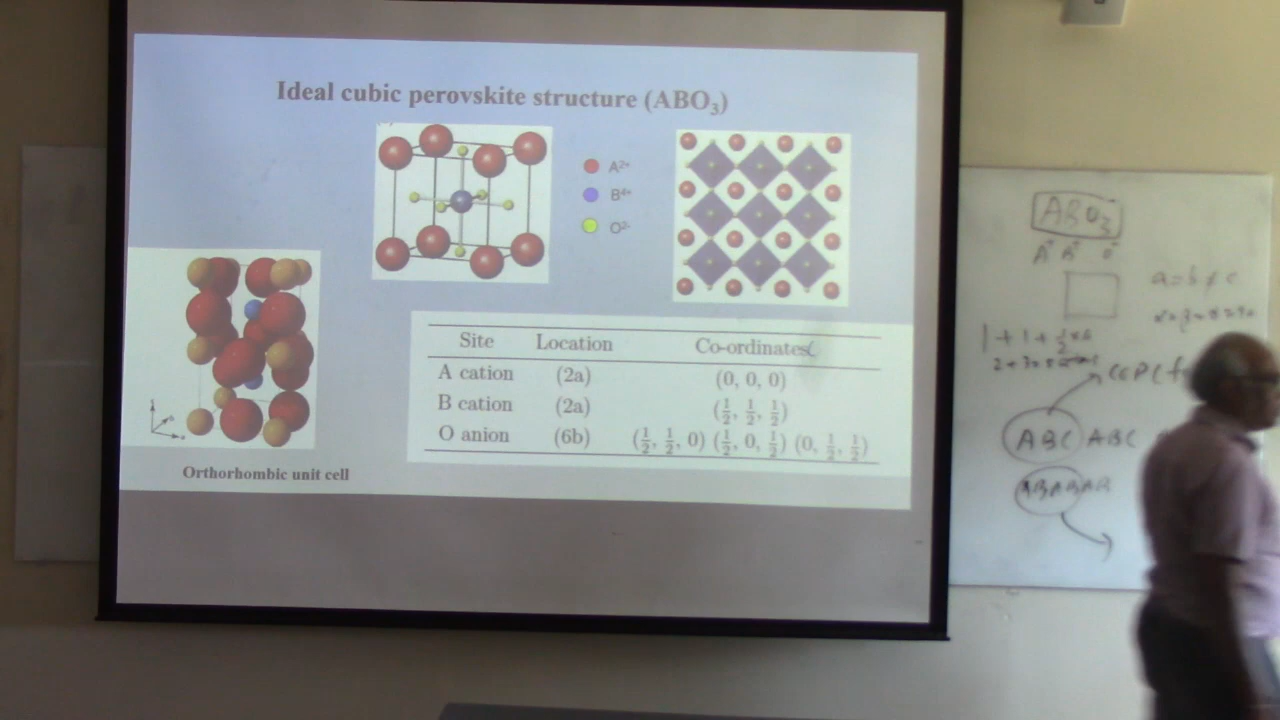 Ideal cubic perovskite structure (ABO₃)
A²⁺
B⁴⁺
O²⁻
Orthorhombic unit cell
Site Location Co-ordinates(
A cation (2a) (0, 0, 0)
B cation (2a) (½, ½, ½)
O anion (6b) (½, ½, 0) (½, 0, ½) (0, ½, ½)
ABO₃
a=b≠c
CCP(f
ABC ABC
ABABAB